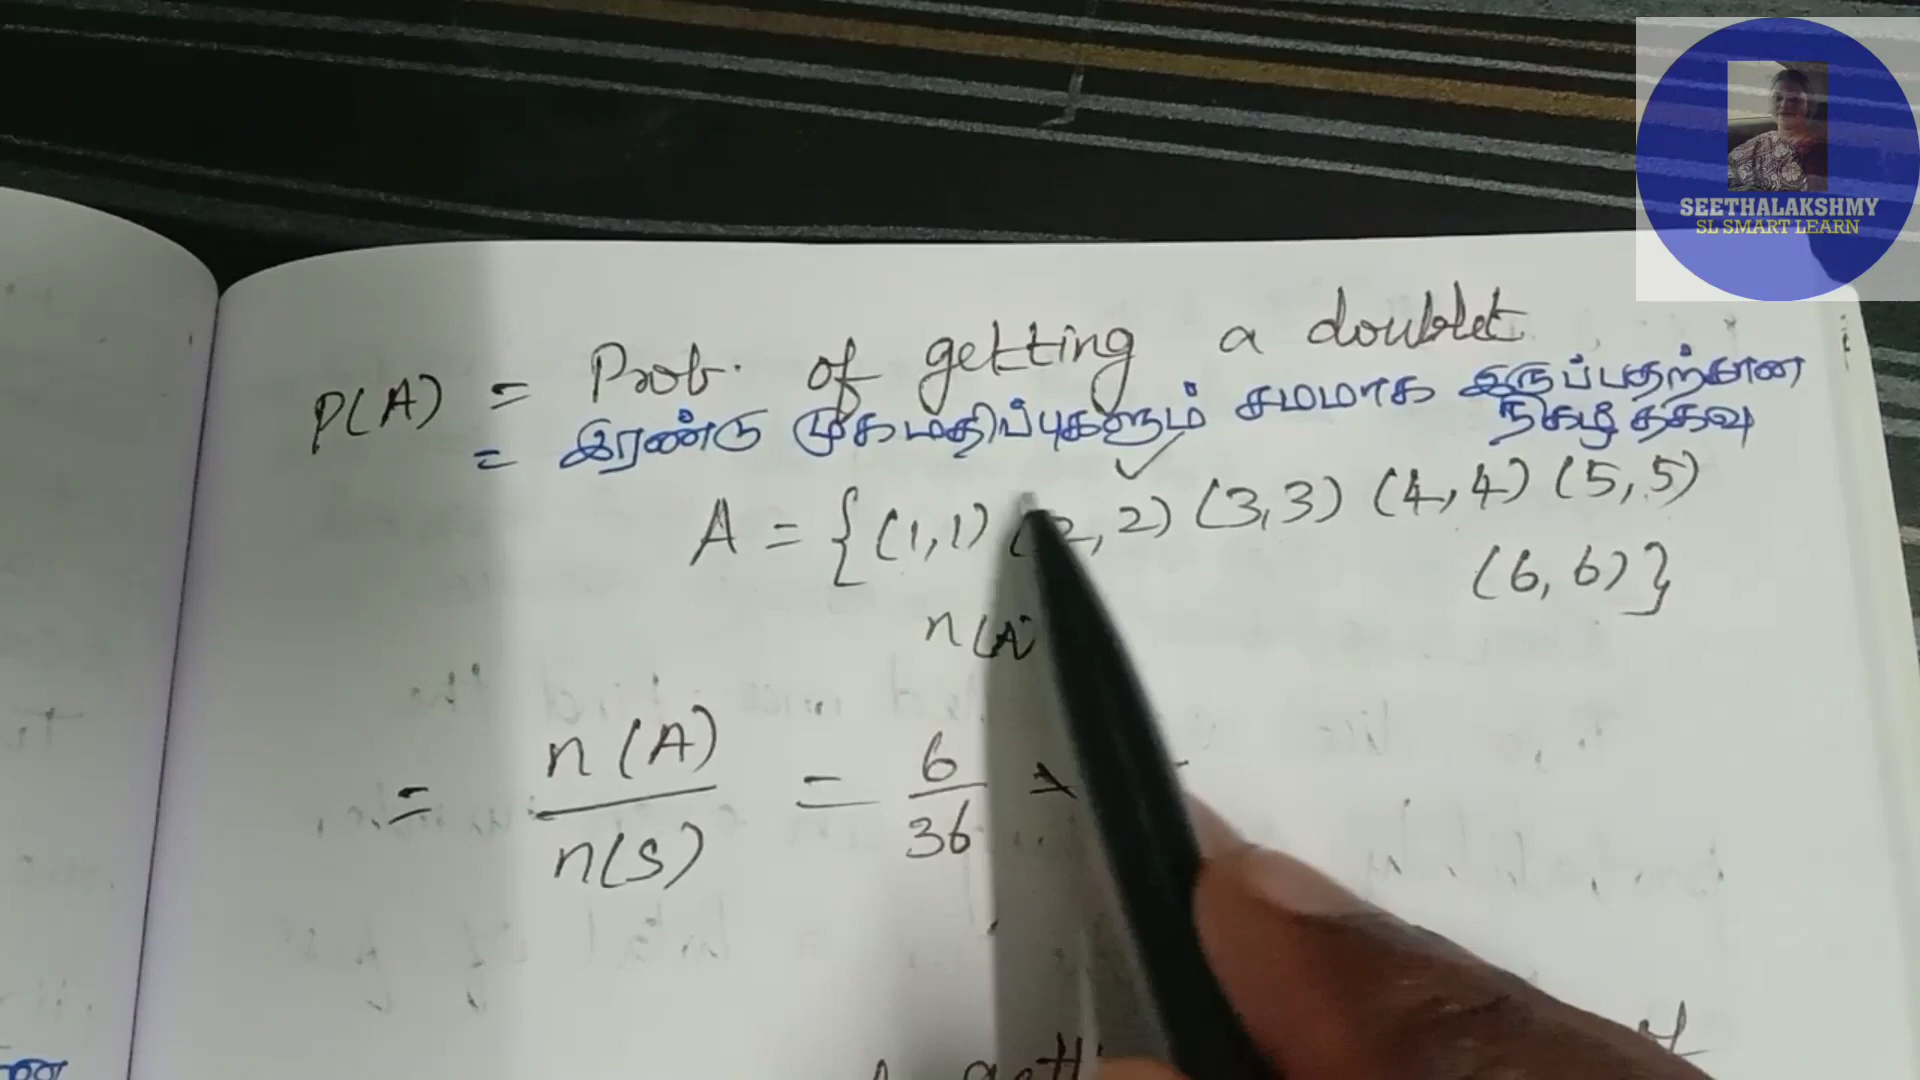 SEETHALAKSHMY
SL SMART LEARN
P(A) = Prob. of getting a doublet
= இரண்டு முகமதிப்புகளும் சமமாக இருப்பதற்கான
நிகழ்தகவு
A = {(1,1) (2,2) (3,3) (4,4) (5,5)
(6,6)}
n(A
= n(A)/n(S) = 6/36